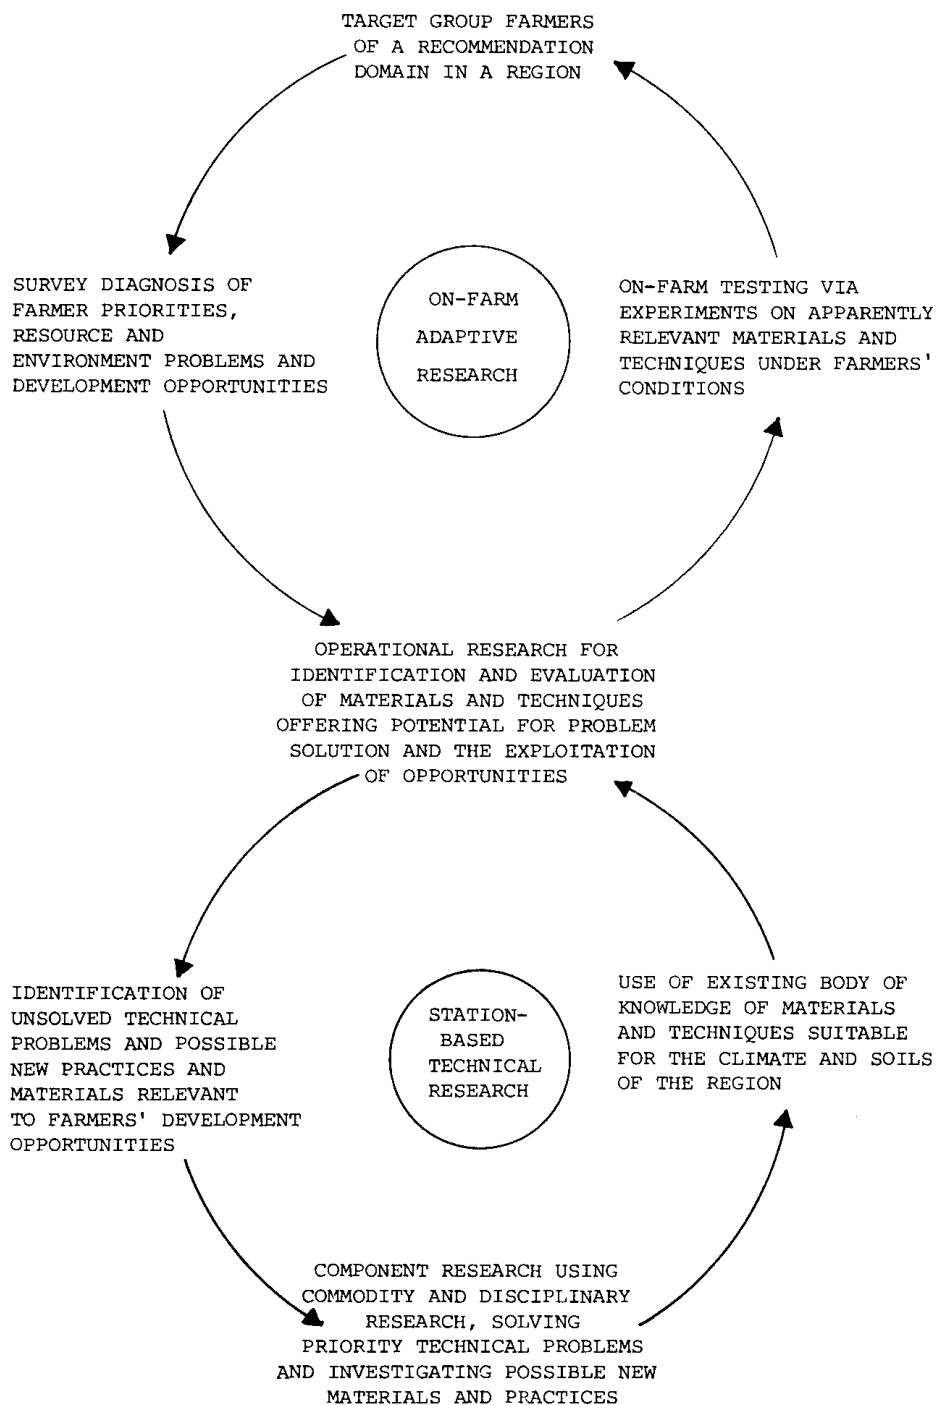 TARGET GROUP FARMERS
OF A RECOMMENDATION
DOMAIN IN A REGION
SURVEY DIAGNOSIS OF
FARMER PRIORITIES,
RESOURCE AND
ENVIRONMENT PROBLEMS AND
DEVELOPMENT OPPORTUNITIES
ON-FARM
ADAPTIVE
RESEARCH
ON-FARM TESTING VIA
EXPERIMENTS ON APPARENTLY
RELEVANT MATERIALS AND
TECHNIQUES UNDER FARMERS'
CONDITIONS
OPERATIONAL RESEARCH FOR
IDENTIFICATION AND EVALUATION
OF MATERIALS AND TECHNIQUES
OFFERING POTENTIAL FOR PROBLEM
SOLUTION AND THE EXPLOITATION
OF OPPORTUNITIES
IDENTIFICATION OF
UNSOLVED TECHNICAL
PROBLEMS AND POSSIBLE
NEW PRACTICES AND
MATERIALS RELEVANT
TO FARMERS' DEVELOPMENT
OPPORTUNITIES
STATION-
BASED
TECHNICAL
RESEARCH
USE OF EXISTING BODY OF
KNOWLEDGE OF MATERIALS
AND TECHNIQUES SUITABLE
FOR THE CLIMATE AND SOILS
OF THE REGION
COMPONENT RESEARCH USING
COMMODITY AND DISCIPLINARY
RESEARCH, SOLVING
PRIORITY TECHNICAL PROBLEMS
AND INVESTIGATING POSSIBLE NEW
MATERIALS AND PRACTICES